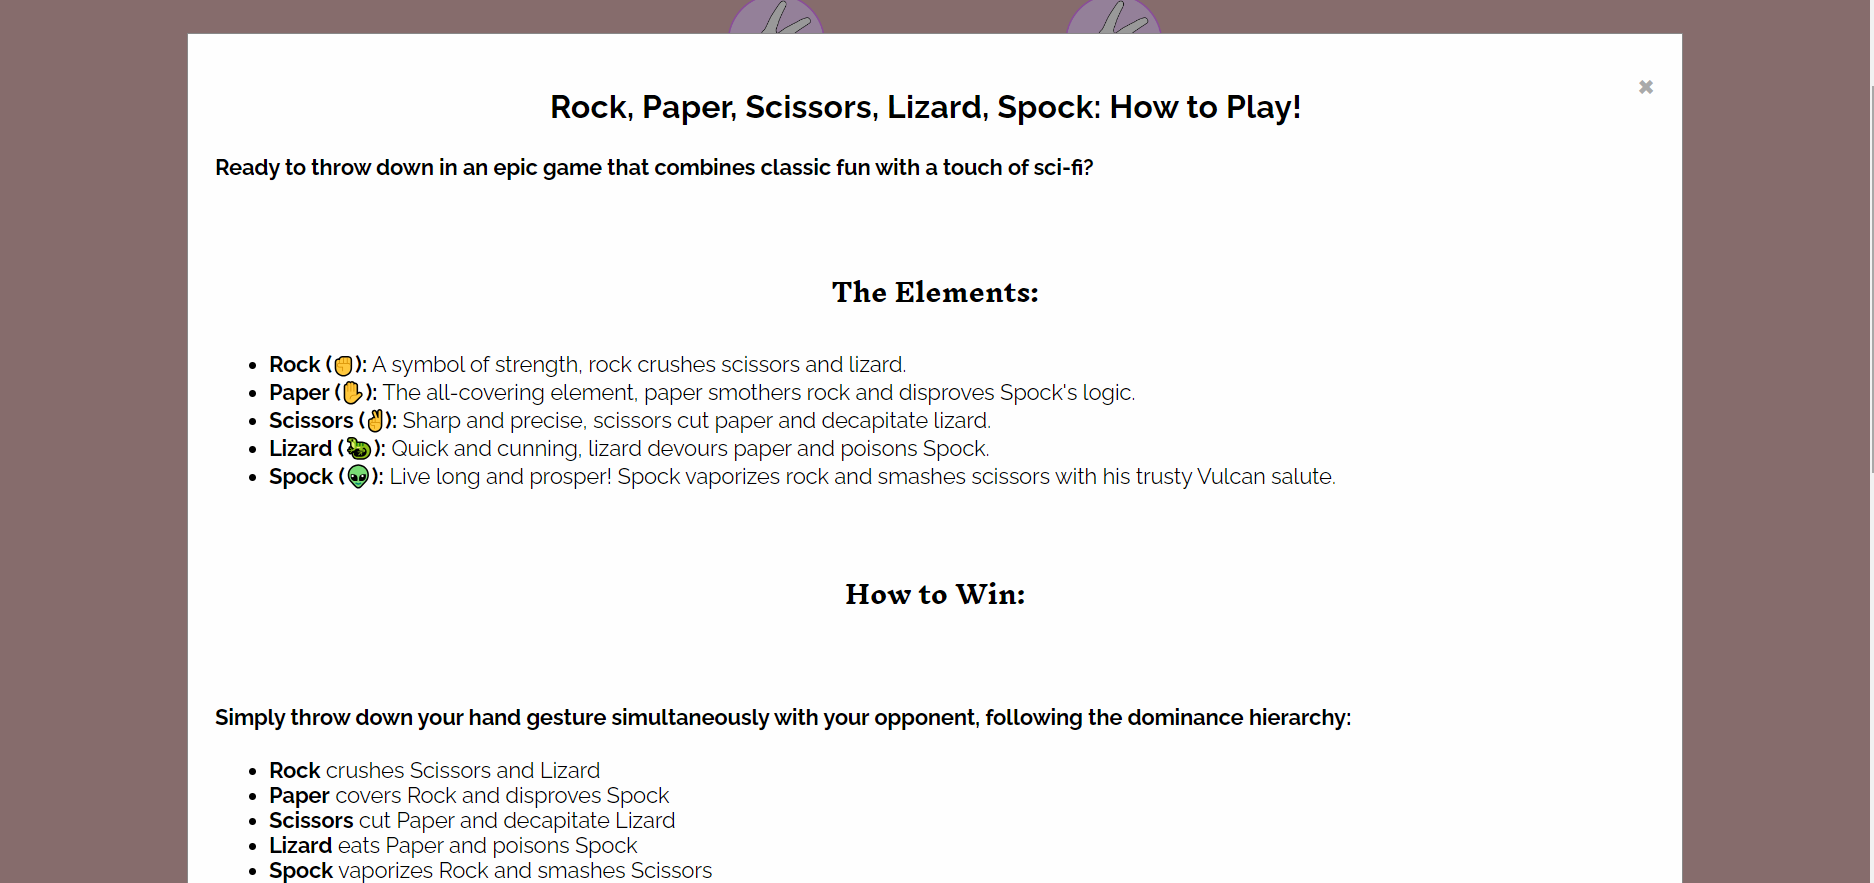 ✖
Rock, Paper, Scissors, Lizard, Spock: How to Play!
Ready to throw down in an epic game that combines classic fun with a touch of sci-fi?
The Elements:
• Rock (✊): A symbol of strength, rock crushes scissors and lizard.
• Paper (✋): The all-covering element, paper smothers rock and disproves Spock's logic.
• Scissors (✌): Sharp and precise, scissors cut paper and decapitate lizard.
• Lizard (🦎): Quick and cunning, lizard devours paper and poisons Spock.
• Spock (👽): Live long and prosper! Spock vaporizes rock and smashes scissors with his trusty Vulcan salute.
How to Win:
Simply throw down your hand gesture simultaneously with your opponent, following the dominance hierarchy:
• Rock crushes Scissors and Lizard
• Paper covers Rock and disproves Spock
• Scissors cut Paper and decapitate Lizard
• Lizard eats Paper and poisons Spock
• Spock vaporizes Rock and smashes Scissors